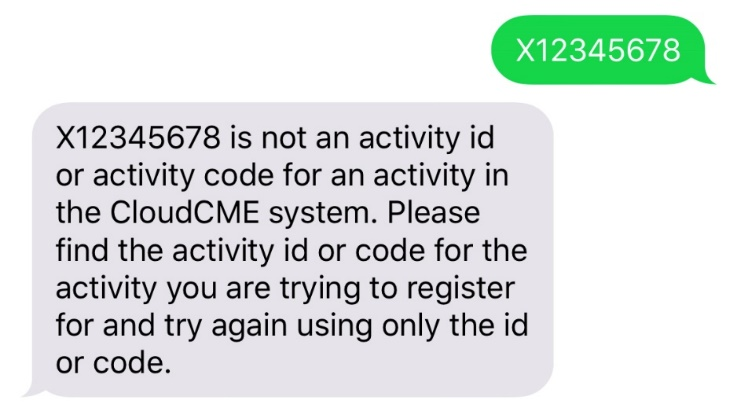 X12345678
X12345678 is not an activity id
or activity code for an activity in
the CloudCME system. Please
find the activity id or code for the
activity you are trying to register
for and try again using only the id
or code.